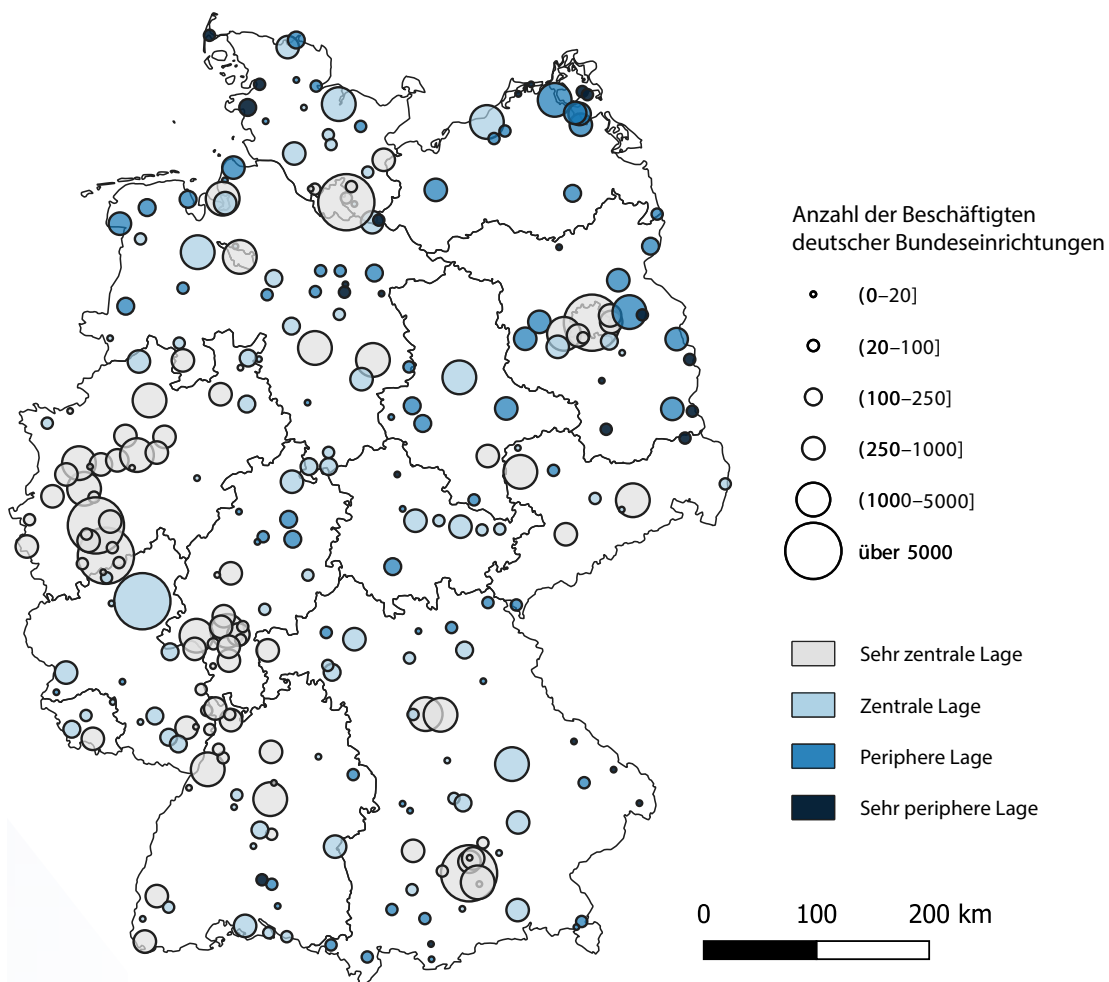 Anzahl der Beschäftigten
deutscher Bundeseinrichtungen
(0–20]
(20–100]
(100–250]
(250–1000]
(1000–5000]
über 5000
Sehr zentrale Lage
Zentrale Lage
Periphere Lage
Sehr periphere Lage
0 100 200 km